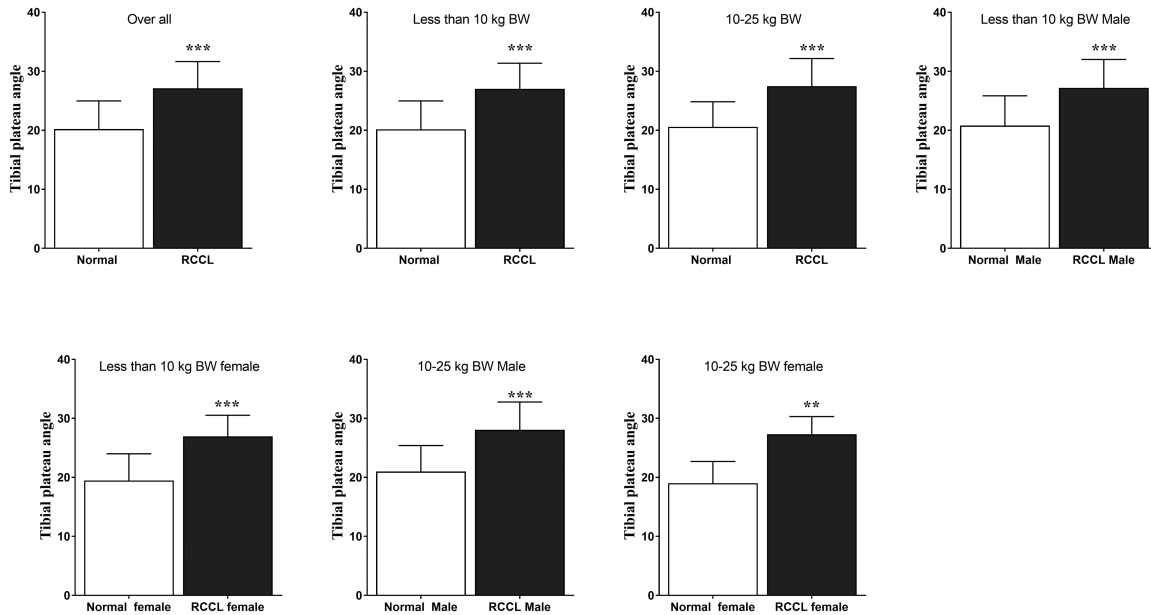 Over all
***
Tibial plateau angle
40
30
20
10
0
Normal RCCL
Less than 10 kg BW
***
Tibial plateau angle
40
30
20
10
0
Normal RCCL
10-25 kg BW
***
Tibial plateau angle
40
30
20
10
0
Normal RCCL
Less than 10 kg BW Male
***
Tibial plateau angle
40
30
20
10
0
Normal Male RCCL Male
Less than 10 kg BW female
***
Tibial plateau angle
40
30
20
10
0
Normal female RCCL female
10-25 kg BW Male
***
Tibial plateau angle
40
30
20
10
0
Normal Male RCCL Male
10-25 kg BW female
**
Tibial plateau angle
40
30
20
10
0
Normal female RCCL female